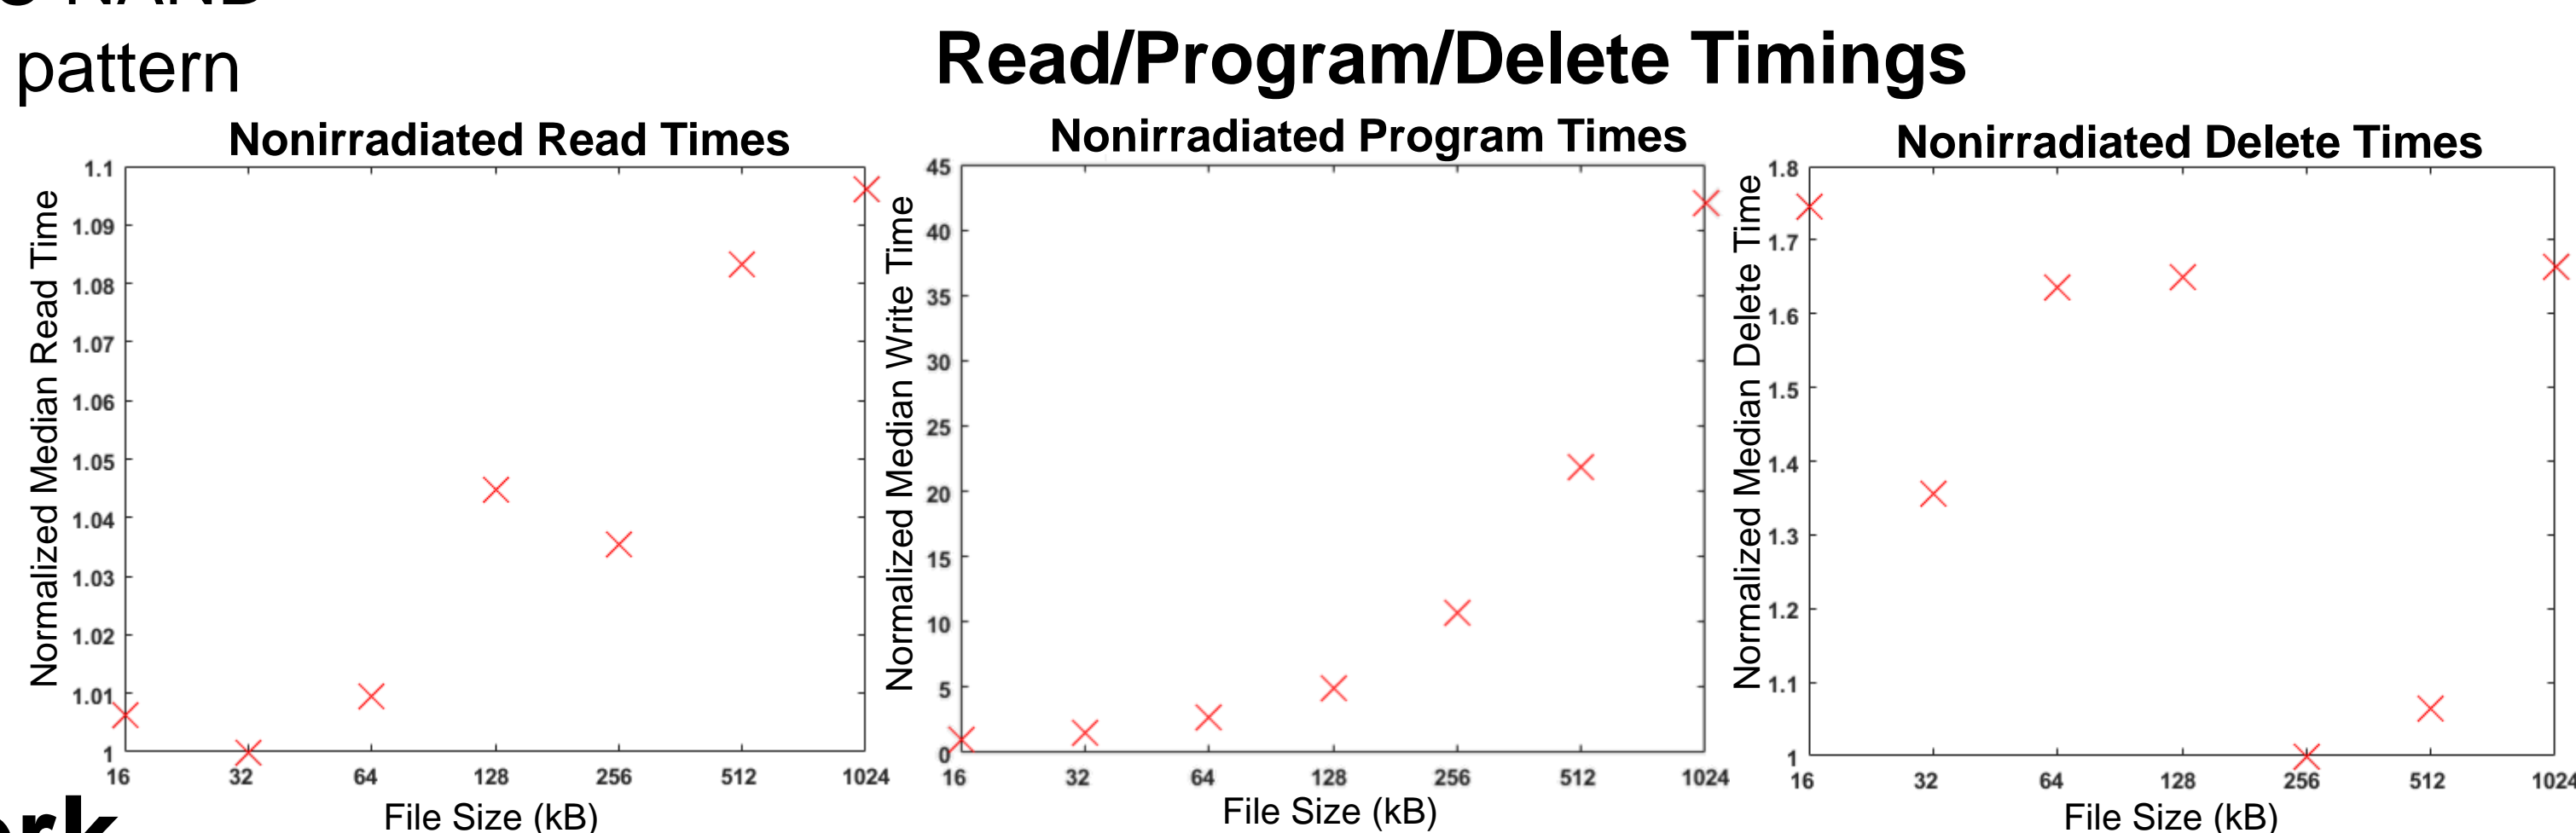 pattern
Read/Program/Delete Timings
Nonirradiated Read Times
Normalized Median Read Time
1.1
1.09
1.08
1.07
1.06
1.05
1.04
1.03
1.02
1.01
1
16 32 64 128 256 512 1024
File Size (kB)
Nonirradiated Program Times
Normalized Median Write Time
45
40
35
30
25
20
15
10
5
0
16 32 64 128 256 512 1024
File Size (kB)
Nonirradiated Delete Times
Normalized Median Delete Time
1.8
1.7
1.6
1.5
1.4
1.3
1.2
1.1
1
16 32 64 128 256 512 1024
File Size (kB)